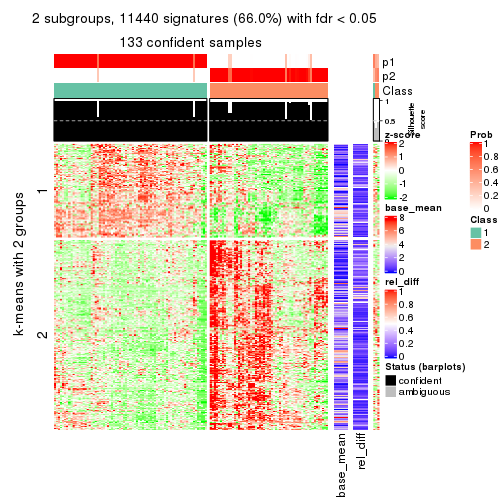 2 subgroups, 11440 signatures (66.0%) with fdr < 0.05
133 confident samples
p1
p2
Class
1
0.5
0
Silhouette
score
k-means with 2 groups
1
2
z-score
2
1
0
-1
-2
base_mean
8
6
4
2
0
rel_diff
1
0.8
0.6
0.4
0.2
0
Status (barplots)
confident
ambiguous
Prob
1
0.8
0.6
0.4
0.2
0
Class
1
2
base_mean
rel_diff